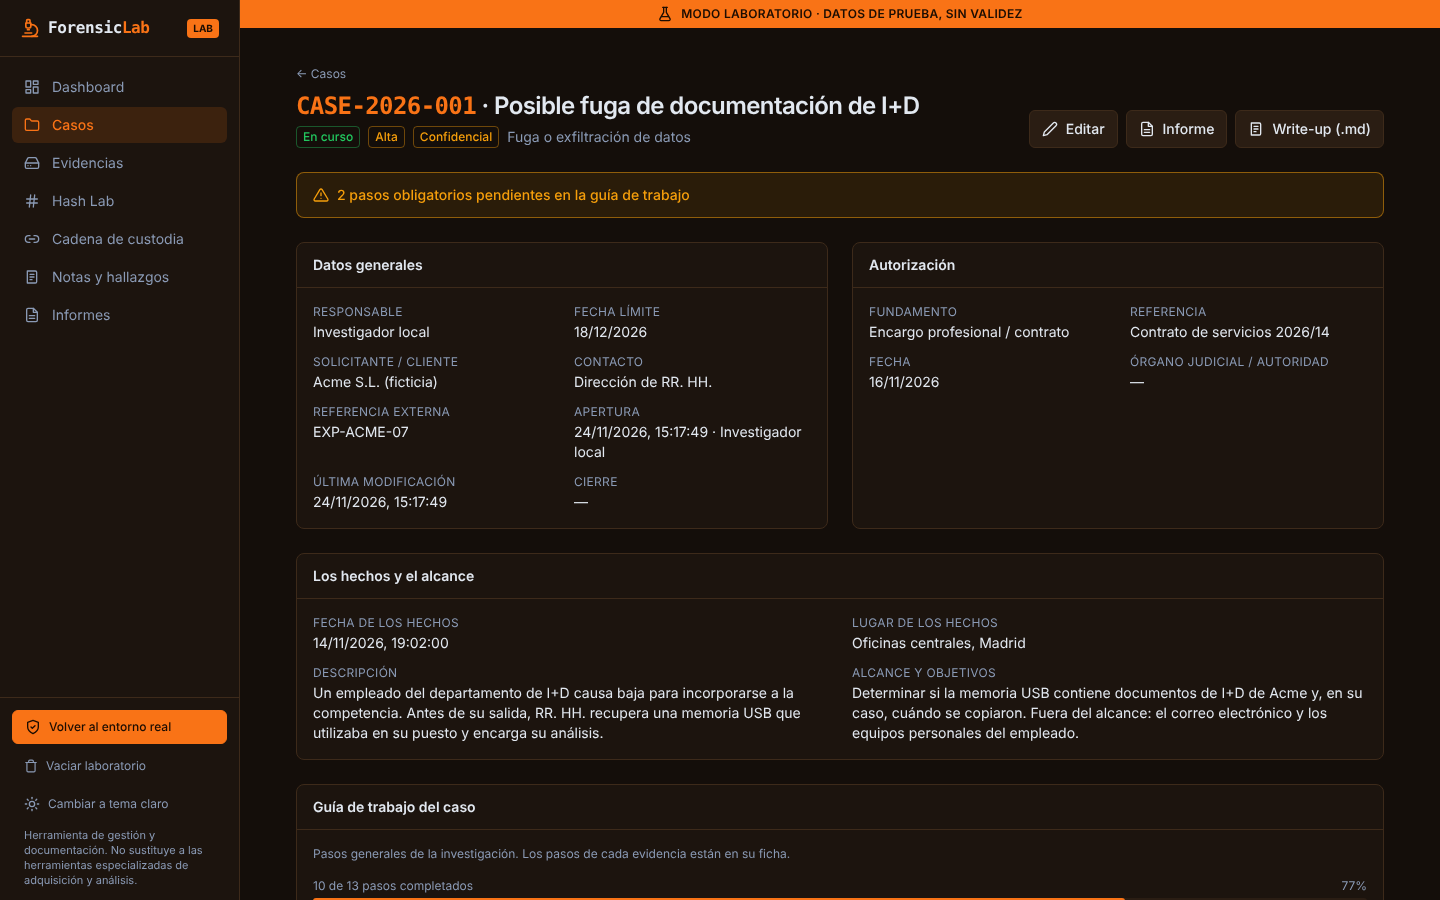 ForensicLab
LAB
MODO LABORATORIO · DATOS DE PRUEBA, SIN VALIDEZ
Dashboard
Casos
Evidencias
Hash Lab
Cadena de custodia
Notas y hallazgos
Informes
← Casos
CASE-2026-001 · Posible fuga de documentación de I+D
En curso
Alta
Confidencial
Fuga o exfiltración de datos
Editar
Informe
Write-up (.md)
2 pasos obligatorios pendientes en la guía de trabajo
Datos generales
RESPONSABLE
Investigador local
FECHA LÍMITE
18/12/2026
SOLICITANTE / CLIENTE
Acme S.L. (ficticia)
CONTACTO
Dirección de RR. HH.
REFERENCIA EXTERNA
EXP-ACME-07
APERTURA
24/11/2026, 15:17:49 · Investigador
local
ÚLTIMA MODIFICACIÓN
24/11/2026, 15:17:49
CIERRE
—
Autorización
FUNDAMENTO
Encargo profesional / contrato
REFERENCIA
Contrato de servicios 2026/14
FECHA
16/11/2026
ÓRGANO JUDICIAL / AUTORIDAD
—
Los hechos y el alcance
FECHA DE LOS HECHOS
14/11/2026, 19:02:00
LUGAR DE LOS HECHOS
Oficinas centrales, Madrid
DESCRIPCIÓN
Un empleado del departamento de I+D causa baja para incorporarse a la
competencia. Antes de su salida, RR. HH. recupera una memoria USB que
utilizaba en su puesto y encarga su análisis.
ALCANCE Y OBJETIVOS
Determinar si la memoria USB contiene documentos de I+D de Acme y, en su
caso, cuándo se copiaron. Fuera del alcance: el correo electrónico y los
equipos personales del empleado.
Guía de trabajo del caso
Pasos generales de la investigación. Los pasos de cada evidencia están en su ficha.
10 de 13 pasos completados
77%
Volver al entorno real
Vaciar laboratorio
Cambiar a tema claro
Herramienta de gestión y
documentación. No sustituye a las
herramientas especializadas de
adquisición y análisis.